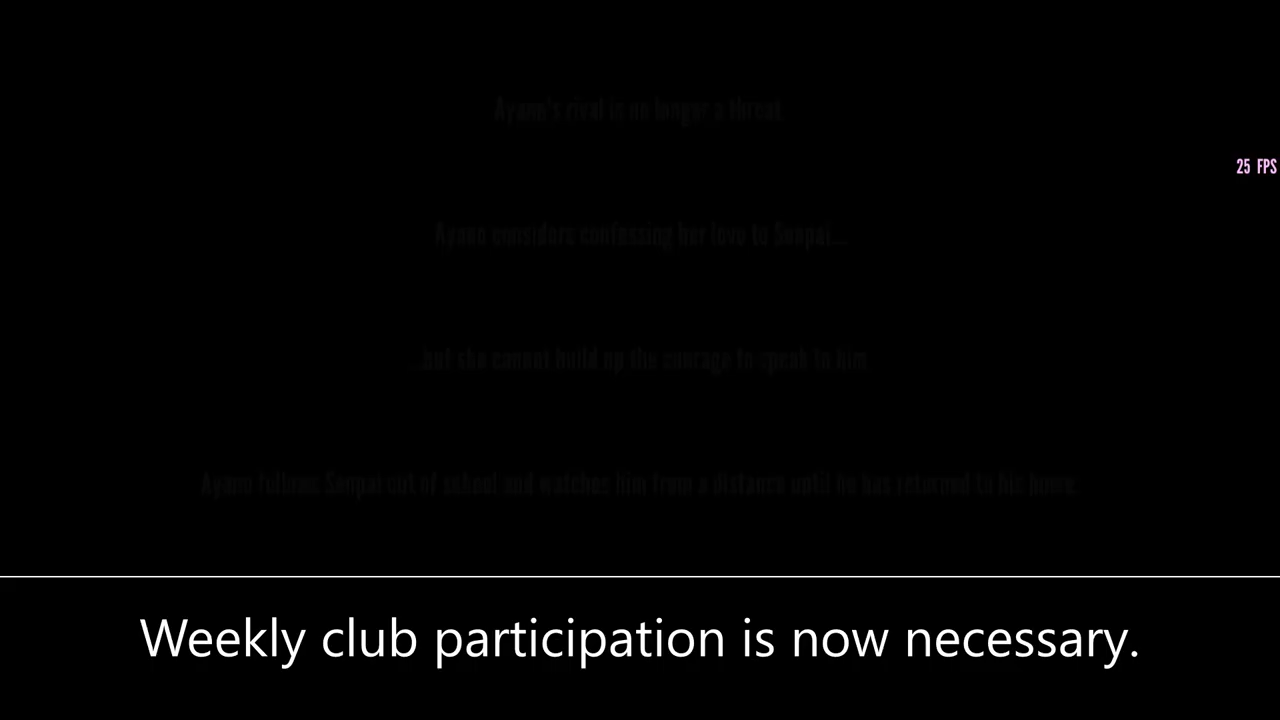 Ayano's rival is no longer a threat.
25 FPS
Ayano considers confessing her love to Senpai...
...but she cannot build up the courage to speak to him.
Ayano follows Senpai out of school and watches him from a distance until he has returned to his home.
Weekly club participation is now necessary.